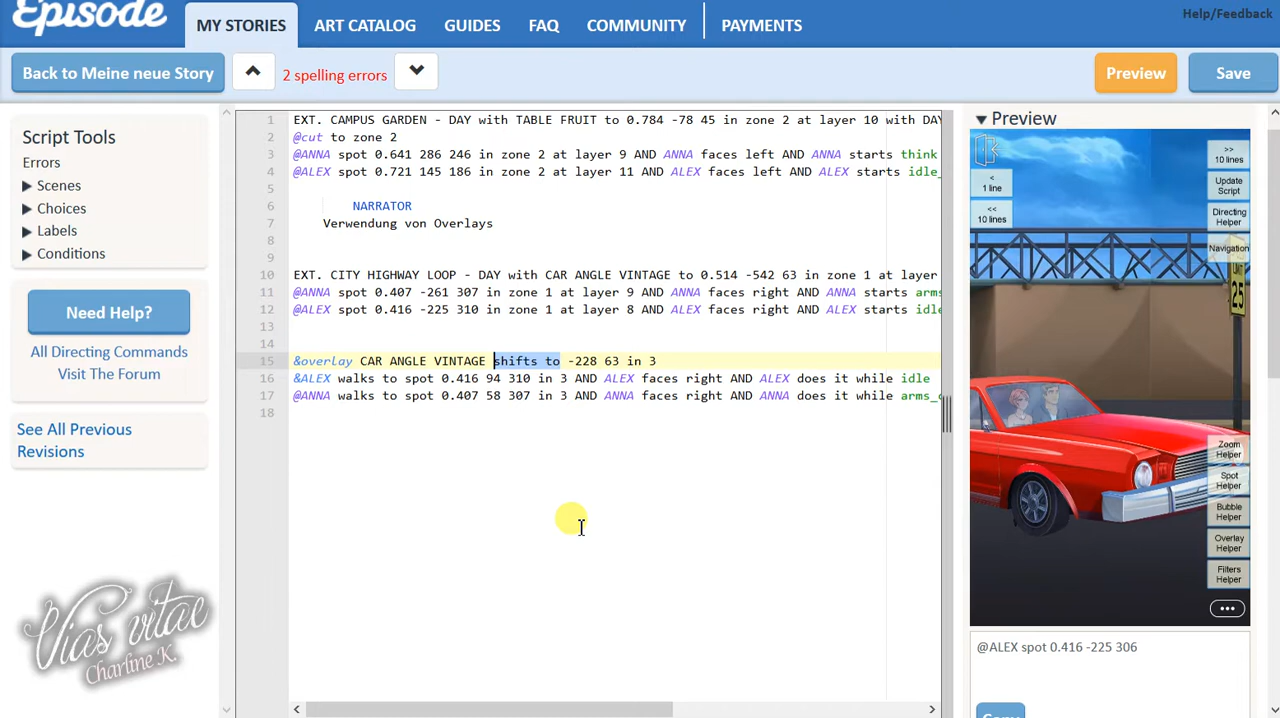 Episode
MY STORIES
ART CATALOG
GUIDES
FAQ
COMMUNITY
PAYMENTS
Help/Feedback
Back to Meine neue Story
2 spelling errors
Preview
Save
Script Tools
Errors
Scenes
Choices
Labels
Conditions
Need Help?
All Directing Commands
Visit The Forum
See All Previous
Revisions
Vias vitae
Charline K.
1 EXT. CAMPUS GARDEN - DAY with TABLE FRUIT to 0.784 -78 45 in zone 2 at layer 10 with DAY
2 @cut to zone 2
3 @ANNA spot 0.641 286 246 in zone 2 at layer 9 AND ANNA faces left AND ANNA starts think
4 @ALEX spot 0.721 145 186 in zone 2 at layer 11 AND ALEX faces left AND ALEX starts idle_
5
6 NARRATOR
7 Verwendung von Overlays
8
9
10 EXT. CITY HIGHWAY LOOP - DAY with CAR ANGLE VINTAGE to 0.514 -542 63 in zone 1 at layer
11 @ANNA spot 0.407 -261 307 in zone 1 at layer 9 AND ANNA faces right AND ANNA starts arms
12 @ALEX spot 0.416 -225 310 in zone 1 at layer 8 AND ALEX faces right AND ALEX starts idle
13
14
15 &overlay CAR ANGLE VINTAGE shifts to -228 63 in 3
16 &ALEX walks to spot 0.416 94 310 in 3 AND ALEX faces right AND ALEX does it while idle
17 @ANNA walks to spot 0.407 58 307 in 3 AND ANNA faces right AND ANNA does it while arms_
18
Preview
>>
10 lines
<
1 line
Update
Script
<<
10 lines
Directing
Helper
Navigation
25
Zoom
Helper
Spot
Helper
Bubble
Helper
Overlay
Helper
Filters
Helper
@ALEX spot 0.416 -225 306